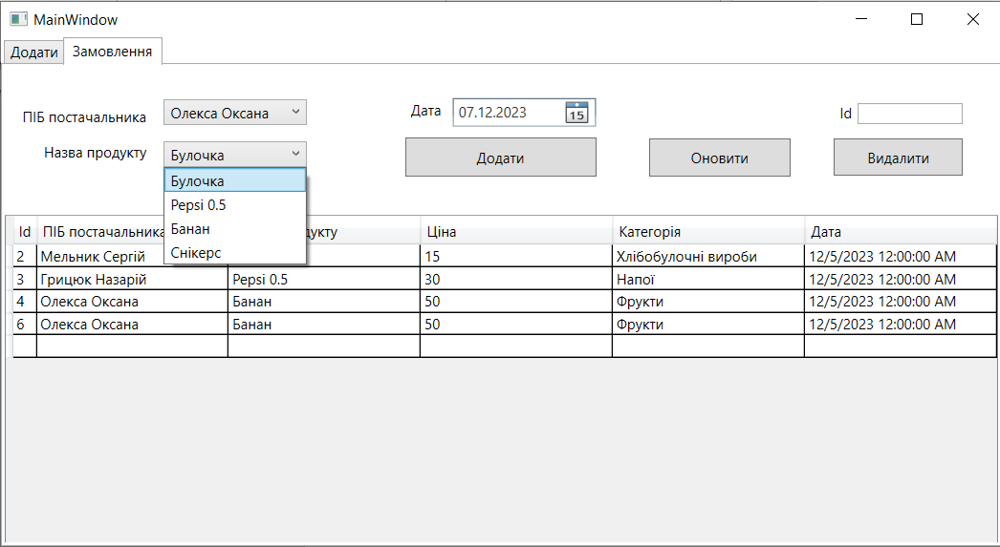 MainWindow
Додати Замовлення
ПІБ постачальника Олекса Оксана Дата 07.12.2023 15 Id
Назва продукту Булочка Додати Оновити Видалити
Булочка
Pepsi 0.5
Банан
Снікерс
Id ПІБ постачальника Ціна Категорія Дата
2 Мельник Сергій 15 Хлібобулочні вироби 12/5/2023 12:00:00 AM
3 Грицюк Назарій Pepsi 0.5 30 Напої 12/5/2023 12:00:00 AM
4 Олекса Оксана Банан 50 Фрукти 12/5/2023 12:00:00 AM
6 Олекса Оксана Банан 50 Фрукти 12/5/2023 12:00:00 AM